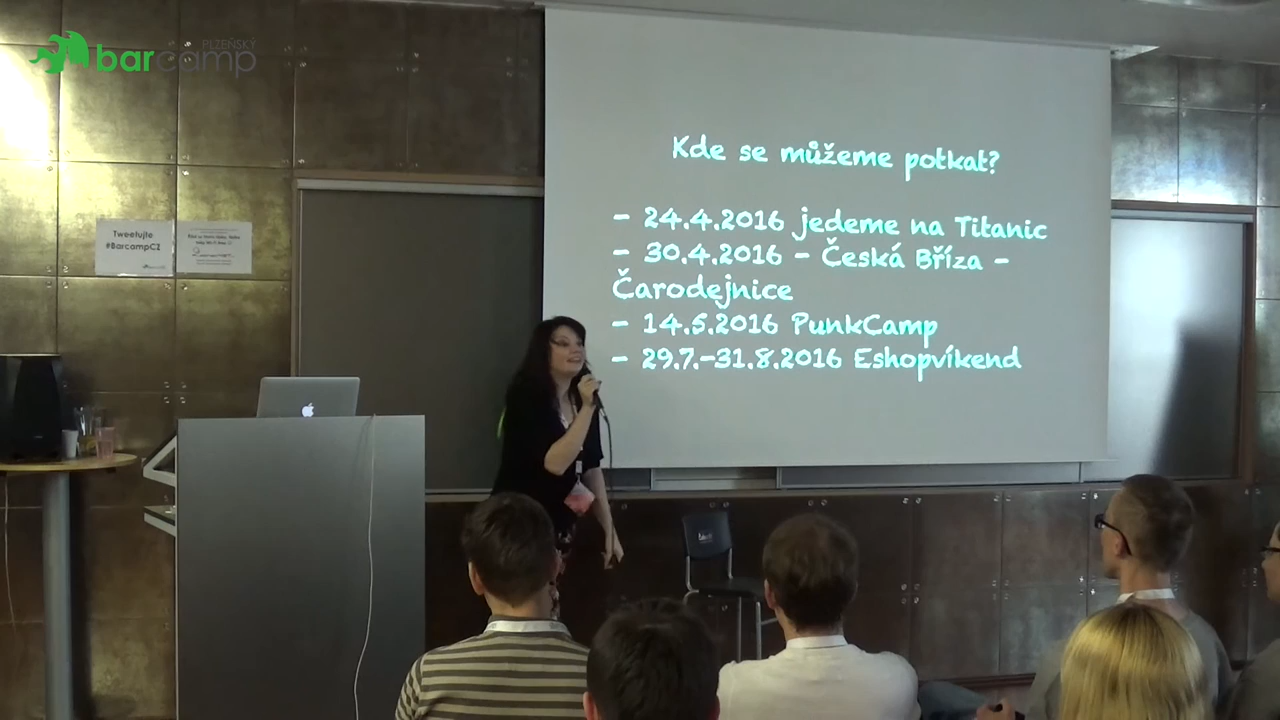 PLZEŇSKÝ
barcamp
Kde se můžeme potkat?
- 24.4.2016 jedeme na Titanic
- 30.4.2016 - Česká Bříza -
Čarodejnice
- 14.5.2016 PunkCamp
- 29.7.-31.8.2016 Eshopvíkend
Tweetujte
#BarcampCZ